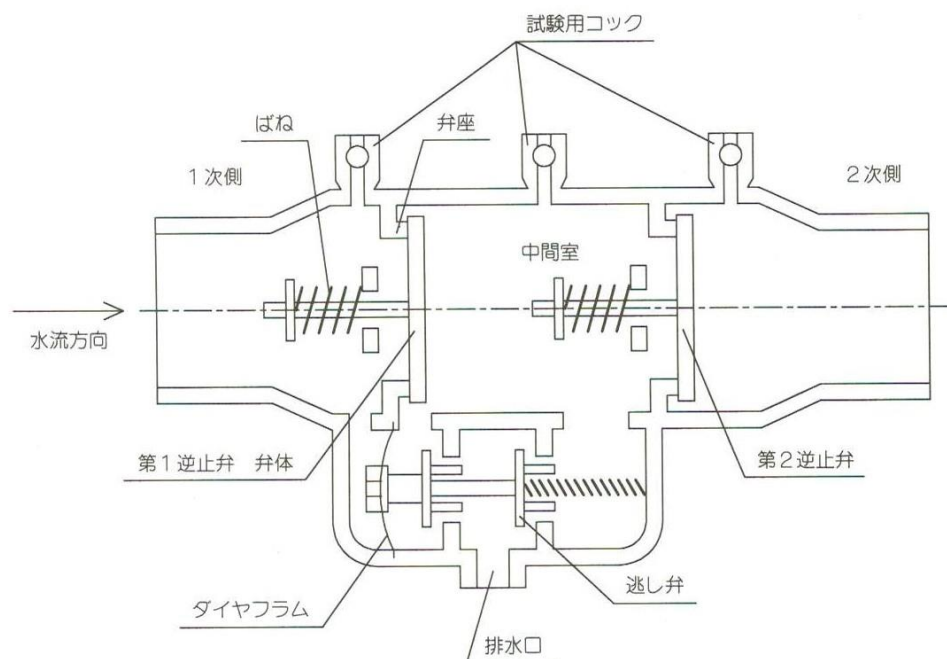 試験用コック
ばね
弁座
1次側
2次側
中間室
水流方向
第1逆止弁 弁体
第2逆止弁
逃し弁
ダイヤフラム
排水口